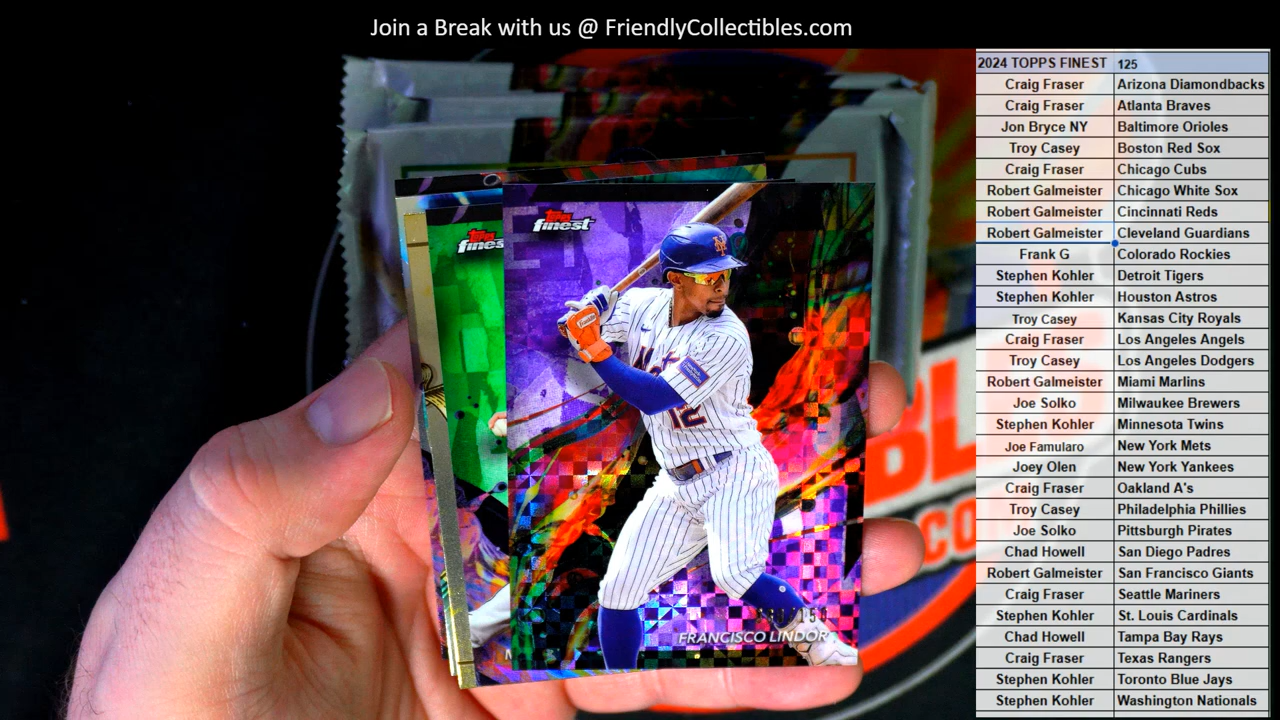 Join a Break with us @ FriendlyCollectibles.com
2024 TOPPS FINEST 125
Craig Fraser Arizona Diamondbacks
Craig Fraser Atlanta Braves
Jon Bryce NY Baltimore Orioles
Troy Casey Boston Red Sox
Craig Fraser Chicago Cubs
Robert Galmeister Chicago White Sox
Robert Galmeister Cincinnati Reds
Robert Galmeister Cleveland Guardians
Frank G Colorado Rockies
Stephen Kohler Detroit Tigers
Stephen Kohler Houston Astros
Troy Casey Kansas City Royals
Craig Fraser Los Angeles Angels
Troy Casey Los Angeles Dodgers
Robert Galmeister Miami Marlins
Joe Solko Milwaukee Brewers
Stephen Kohler Minnesota Twins
Joe Famularo New York Mets
Joey Olen New York Yankees
Craig Fraser Oakland A's
Troy Casey Philadelphia Phillies
Joe Solko Pittsburgh Pirates
Chad Howell San Diego Padres
Robert Galmeister San Francisco Giants
Craig Fraser Seattle Mariners
Stephen Kohler St. Louis Cardinals
Chad Howell Tampa Bay Rays
Craig Fraser Texas Rangers
Stephen Kohler Toronto Blue Jays
Stephen Kohler Washington Nationals
Topps
finest
Topps
fines
12
FRANCISCO LINDOR